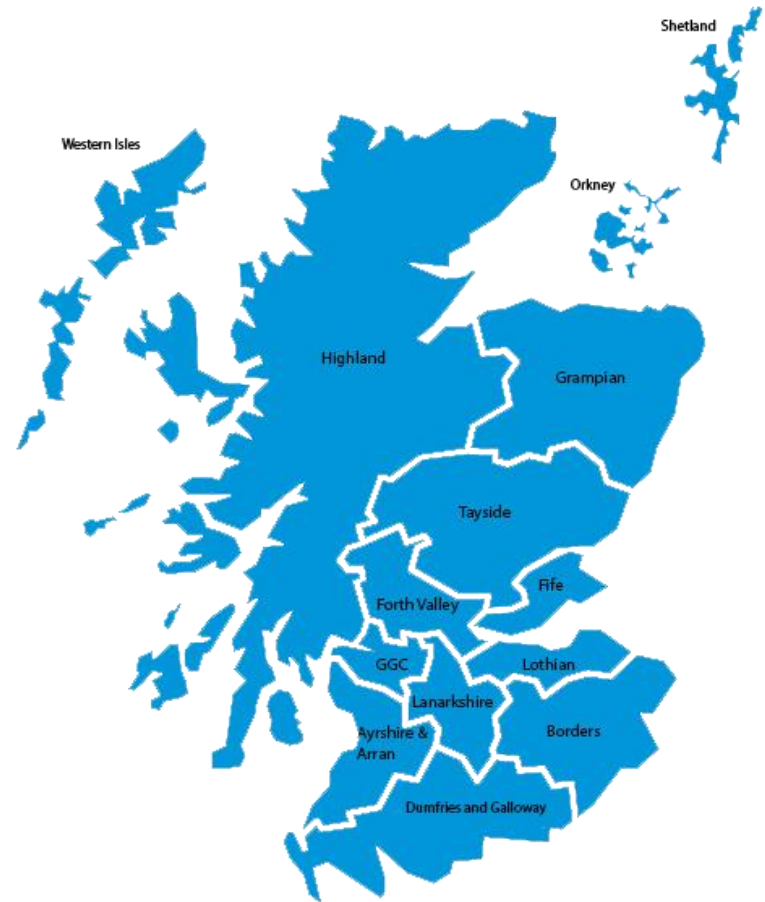 Shetland
Western Isles
Orkney
Highland
Grampian
Tayside
Fife
Forth Valley
GGC
Lothian
Lanarkshire
Ayrshire &
Arran
Borders
Dumfries and Galloway